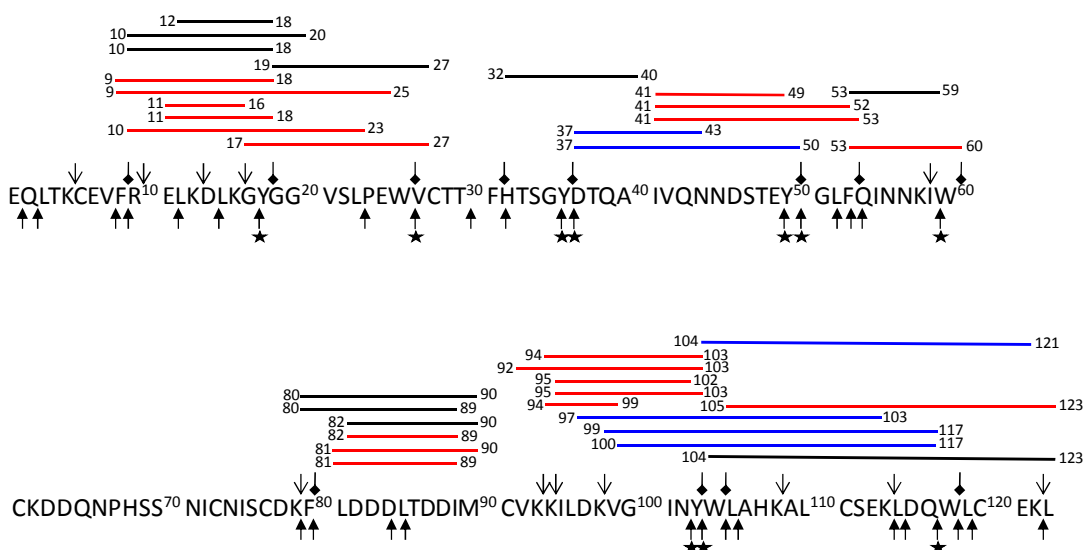 12 18
10 20
10 18
19 27
9 18 32 40
9 25 41 49 53 59
11 16 41 52
11 18 41 53
10 23 37 43
17 27 37 50 53 60
EQLTKCEVFR¹⁰ ELKDLKGYGG²⁰ VSLPEWVCTT³⁰ FHTSGYDTQA⁴⁰ IVQNNDSTEY⁵⁰ GLFQINNKIW⁶⁰
104 121
94 103
92 103
95 102
80 90 95 103
80 89 94 99 105 123
82 90 97 103
82 89 99 117
81 90 100 117
81 89 104 123
CKDDQNPHSS⁷⁰ NICNISCDKF⁸⁰ LDDDLTDDIM⁹⁰ CVKKILDKVG¹⁰⁰ INYWLAHKAL¹¹⁰ CSEKLDQWLC¹²⁰ EKL